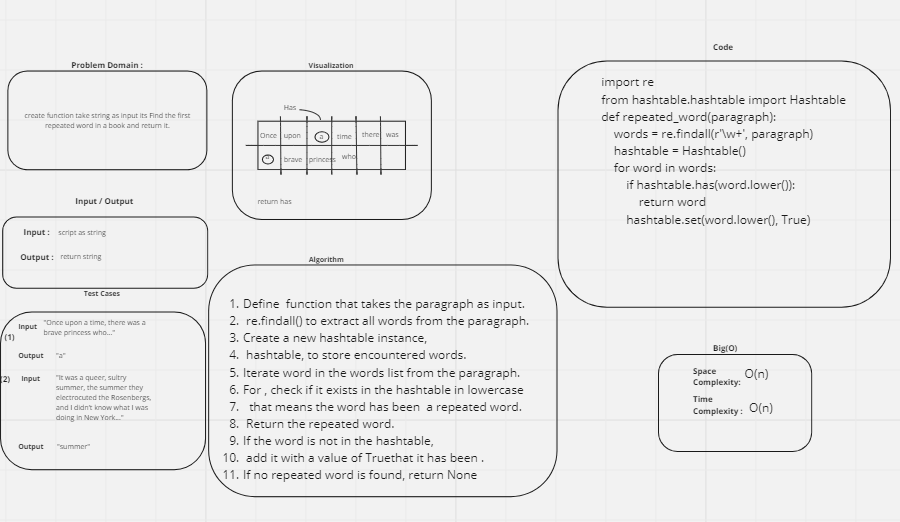 Problem Domain :
create function take string as input its Find the first
repeated word in a book and return it.
Input / Output
Input : script as string
Output : return string
Test Cases
(1)
Input "Once upon a time, there was a
brave princess who..."
Output "a"
(2) Input "It was a queer, sultry
summer, the summer they
electrocuted the Rosenbergs,
and I didn't know what I was
doing in New York..."
Output "summer"
Visualization
Has
Once upon a time there was
a brave princess who
return has
Algorithm
1. Define function that takes the paragraph as input.
2. re.findall() to extract all words from the paragraph.
3. Create a new hashtable instance,
4. hashtable, to store encountered words.
5. Iterate word in the words list from the paragraph.
6. For , check if it exists in the hashtable in lowercase
7. that means the word has been a repeated word.
8. Return the repeated word.
9. If the word is not in the hashtable,
10. add it with a value of Truethat it has been .
11. If no repeated word is found, return None
Code
import re
from hashtable.hashtable import Hashtable
def repeated_word(paragraph):
words = re.findall(r'\w+', paragraph)
hashtable = Hashtable()
for word in words:
if hashtable.has(word.lower()):
return word
hashtable.set(word.lower(), True)
Big(O)
Space
Complexity: O(n)
Time
Complexity : O(n)